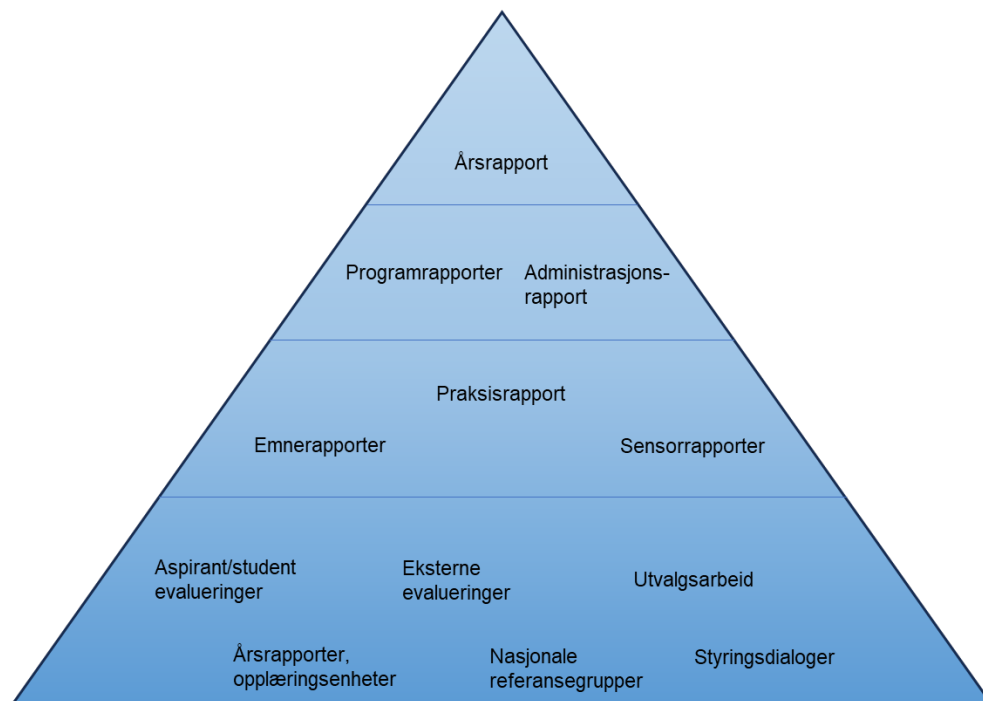 Årsrapport
Programrapporter
Administrasjons-
rapport
Praksisrapport
Emnerapporter
Sensorrapporter
Aspirant/student
evalueringer
Eksterne
evalueringer
Utvalgsarbeid
Årsrapporter,
opplæringsenheter
Nasjonale
referansegrupper
Styringsdialoger